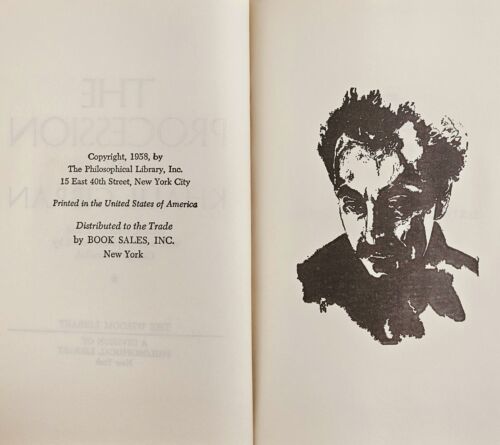 Copyright, 1958, by
The Philosophical Library, Inc.
15 East 40th Street, New York City
Printed in the United States of America
Distributed to the Trade
by BOOK SALES, INC.
New York